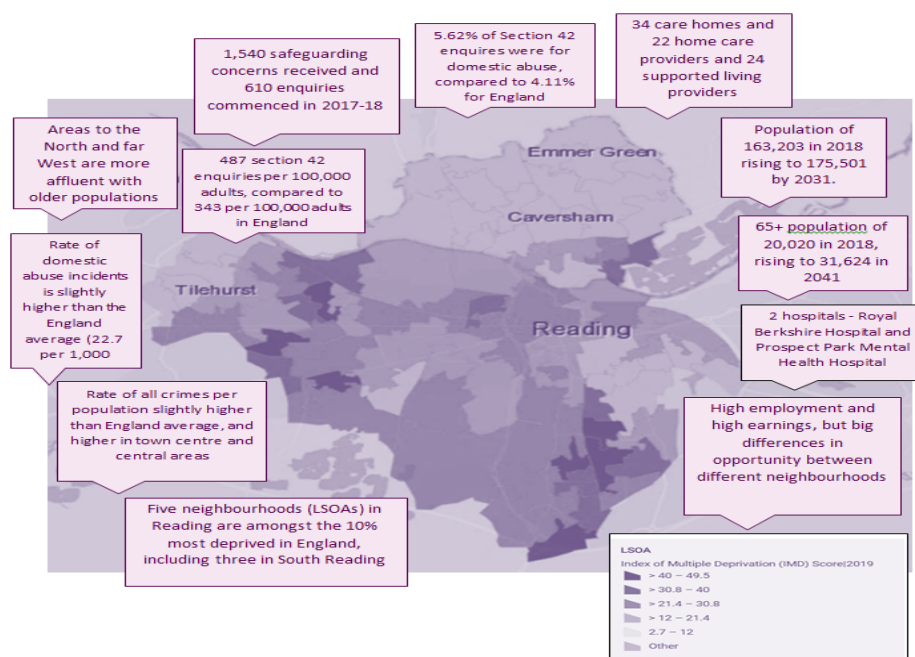 1,540 safeguarding
concerns received and
610 enquiries
commenced in 2017-18
5.62% of Section 42
enquires were for
domestic abuse,
compared to 4.11%
for England
34 care homes and
22 home care
providers and 24
supported living
providers
Areas to the
North and far
West are more
affluent with
older populations
487 section 42
enquiries per 100,000
adults, compared to
343 per 100,000 adults
in England
Emmer Green
Caversham
Population of
163,203 in 2018
rising to 175,501
by 2031.
65+ population of
20,020 in 2018,
rising to 31,624 in
2041
Rate of
domestic
abuse incidents
is slightly
higher than the
England
average (22.7
per 1,000
Tilehurst
Reading
2 hospitals - Royal
Berkshire Hospital and
Prospect Park Mental
Health Hospital
Rate of all crimes per
population slightly higher
than England average, and
higher in town centre and
central areas
High employment and
high earnings, but big
differences in
opportunity between
different neighbourhoods
Five neighbourhoods (LSOAs) in
Reading are amongst the 10%
most deprived in England,
including three in South Reading
LSOA
Index of Multiple Deprivation (IMD) Score|2019
> 40 – 49.5
> 30.8 – 40
> 21.4 – 30.8
> 12 – 21.4
2.7 – 12
Other